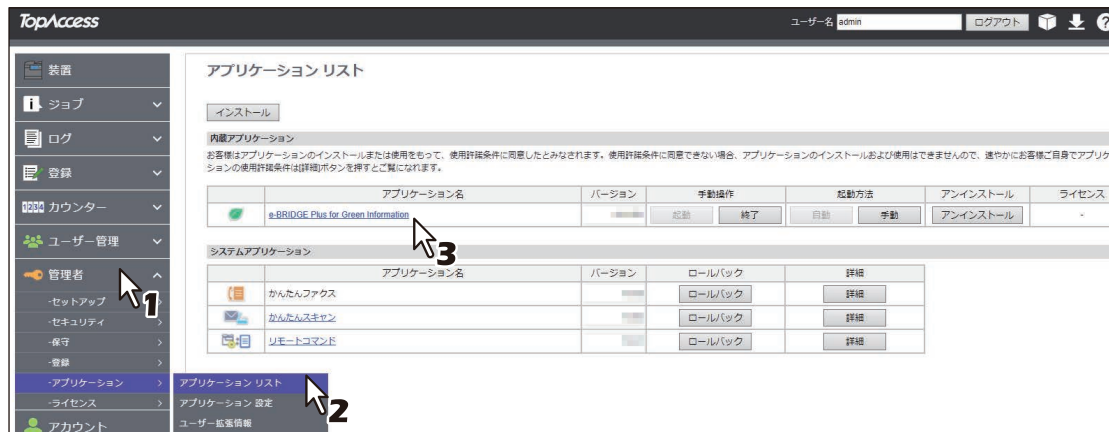 TopAccess
ユーザー名 admin ログアウト
装置
ジョブ
ログ
登録
1234 カウンター
ユーザー管理
管理者
-セットアップ
-セキュリティ
-保守
-登録
-アプリケーション
-ライセンス
アカウント
1
アプリケーション リスト
アプリケーション 設定
ユーザー拡張情報
2
アプリケーション リスト
インストール
内蔵アプリケーション
お客様はアプリケーションのインストールまたは使用をもって、使用許諾条件に同意したとみなされます。使用許諾条件に同意できない場合、アプリケーションのインストールおよび使用はできませんので、速やかにお客様ご自身でアプリケ
ションの使用許諾条件は[詳細]ボタンを押すとご覧になれます。
アプリケーション名 バージョン 手動操作 起動方法 アンインストール ライセンス
e-BRIDGE Plus for Green Information 起動 終了 自動 手動 アンインストール -
3
システムアプリケーション
アプリケーション名 バージョン ロールバック 詳細
かんたんファクス ロールバック 詳細
かんたんスキャン ロールバック 詳細
リモートコマンド ロールバック 詳細